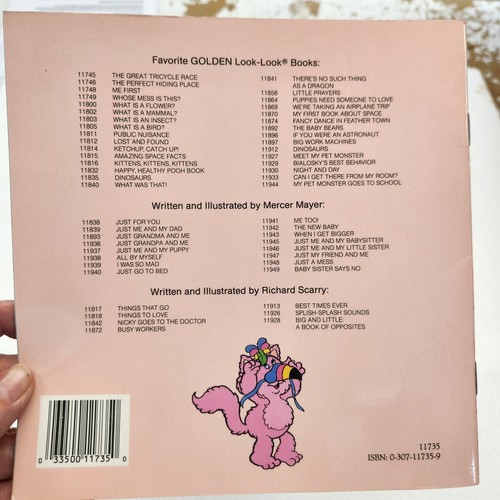 Favorite GOLDEN Look-Look® Books:
11745 THE GREAT TRICYCLE RACE
11746 THE PERFECT HIDING PLACE
11748 ME FIRST
11749 WHOSE MESS IS THIS?
11800 WHAT IS A FLOWER?
11802 WHAT IS A MAMMAL?
11803 WHAT IS AN INSECT?
11805 WHAT IS A BIRD?
11811 PUBLIC NUISANCE
11812 LOST AND FOUND
11814 KETCHUP, CATCH UP!
11815 AMAZING SPACE FACTS
11816 KITTENS, KITTENS, KITTENS
11832 HAPPY, HEALTHY POOH BOOK
11835 DINOSAURS
11840 WHAT WAS THAT!
11841 THERE'S NO SUCH THING
AS A DRAGON
11858 LITTLE PRAYERS
11864 PUPPIES NEED SOMEONE TO LOVE
11869 WE'RE TAKING AN AIRPLANE TRIP
11870 MY FIRST BOOK ABOUT SPACE
11874 FANCY DANCE IN FEATHER TOWN
11892 THE BABY BEARS
11896 IF YOU WERE AN ASTRONAUT
11897 BIG WORK MACHINES
11912 DINOSAURS
11927 MEET MY PET MONSTER
11929 BIALOSKY'S BEST BEHAVIOR
11930 NIGHT AND DAY
11933 CAN I GET THERE FROM MY ROOM?
11944 MY PET MONSTER GOES TO SCHOOL
Written and Illustrated by Mercer Mayer:
11838 JUST FOR YOU
11839 JUST ME AND MY DAD
11893 JUST GRANDMA AND ME
11936 JUST GRANDPA AND ME
11937 JUST ME AND MY PUPPY
11938 ALL BY MYSELF
11939 I WAS SO MAD
11940 JUST GO TO BED
11941 ME TOO!
11942 THE NEW BABY
11943 WHEN I GET BIGGER
11945 JUST ME AND MY BABYSITTER
11946 JUST ME AND MY LITTLE SISTER
11947 JUST MY FRIEND AND ME
11948 JUST A MESS
11949 BABY SISTER SAYS NO
Written and Illustrated by Richard Scarry:
11817 THINGS THAT GO
11818 THINGS TO LOVE
11842 NICKY GOES TO THE DOCTOR
11872 BUSY WORKERS
11913 BEST TIMES EVER
11926 SPLISH-SPLASH SOUNDS
11928 BIG AND LITTLE:
A BOOK OF OPPOSITES
0 33500 11735 0
11735
ISBN: 0-307-11735-9